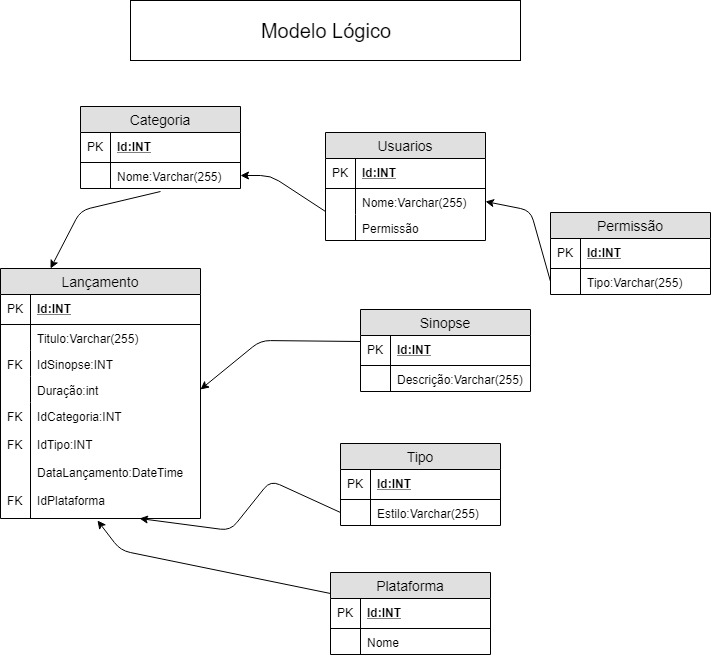 Modelo Lógico
Categoria
PK Id:INT
Nome:Varchar(255)
Usuarios
PK Id:INT
Nome:Varchar(255)
Permissão
Permissão
PK Id:INT
Tipo:Varchar(255)
Lançamento
PK Id:INT
Titulo:Varchar(255)
FK IdSinopse:INT
Duração:int
FK IdCategoria:INT
FK IdTipo:INT
DataLançamento:DateTime
FK IdPlataforma
Sinopse
PK Id:INT
Descrição:Varchar(255)
Tipo
PK Id:INT
Estilo:Varchar(255)
Plataforma
PK Id:INT
Nome